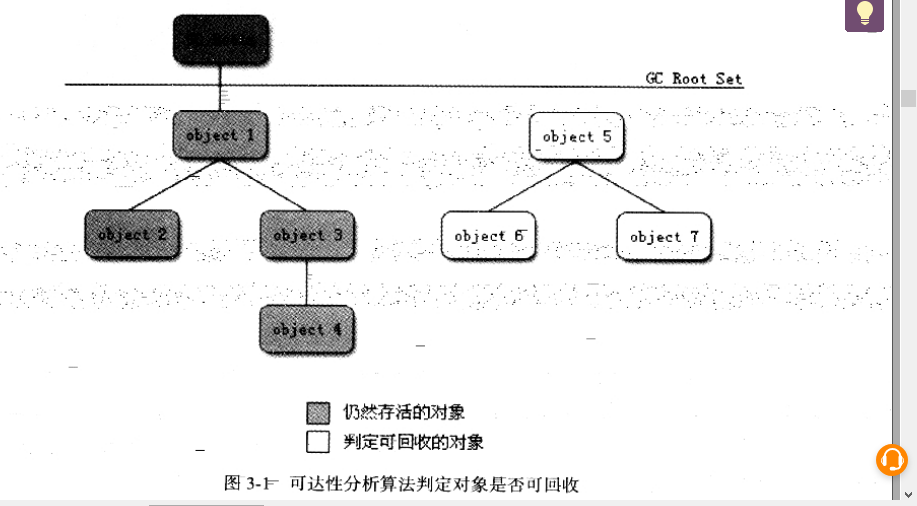 GC Root Set
object 1
object 5
object 2
object 3
object 6
object 7
object 4
仍然存活的对象
判定可回收的对象
图 3-1 可达性分析算法判定对象是否可回收